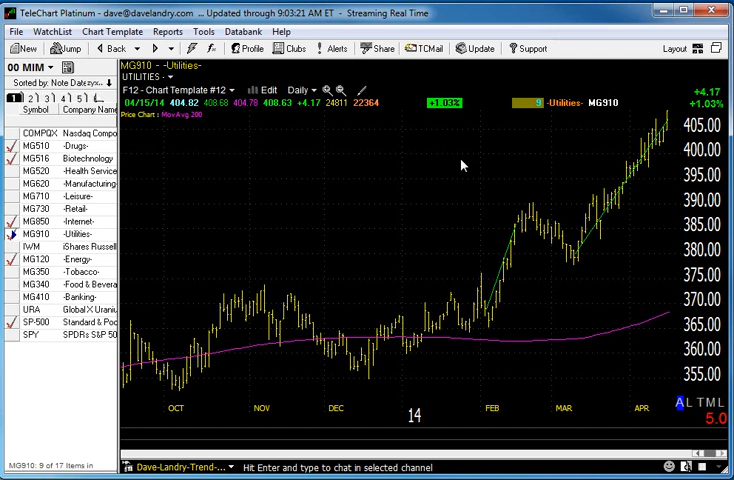 TeleChart Platinum - dave@davelandry.com ... Updated through 9:03:21 AM ET - Streaming Real Time
File WatchList Chart Template Reports Tools Databank Help
New Jump Back Profile Clubs Alerts Share TCMail Update Support Layout
00 MIM
Sorted by: Note Date
1 2 3 4 5
Symbol Company Name
COMPQX Nasdaq Compo
MG510 -Drugs-
MG516 Biotechnology
MG520 -Health Service
MG620 -Manufacturing-
MG710 -Leisure-
MG730 -Retail-
MG850 -Internet-
MG910 -Utilities-
IWM iShares Russell
MG120 -Energy-
MG350 -Tobacco-
MG340 -Food & Bevera
MG410 -Banking-
URA Global X Uraniu
SP-500 Standard & Poo
SPY SPDRs S&P 50
MG910: 9 of 17 Items in
MG910 - -Utilities-
UTILITIES -
F12 - Chart Template #12 Edit Daily
+4.17
+1.03%
04/15/14 404.82 408.68 404.78 408.63 +4.17 24811 22364 +1.03% 9 -Utilities- MG910
Price Chart: MovAvg 200
405.00
400.00
395.00
390.00
385.00
380.00
375.00
370.00
365.00
360.00
355.00
OCT NOV DEC 14 FEB MAR APR
A L T M L
5.0
Dave-Landry-Trend-... Hit Enter and type to chat in selected channel